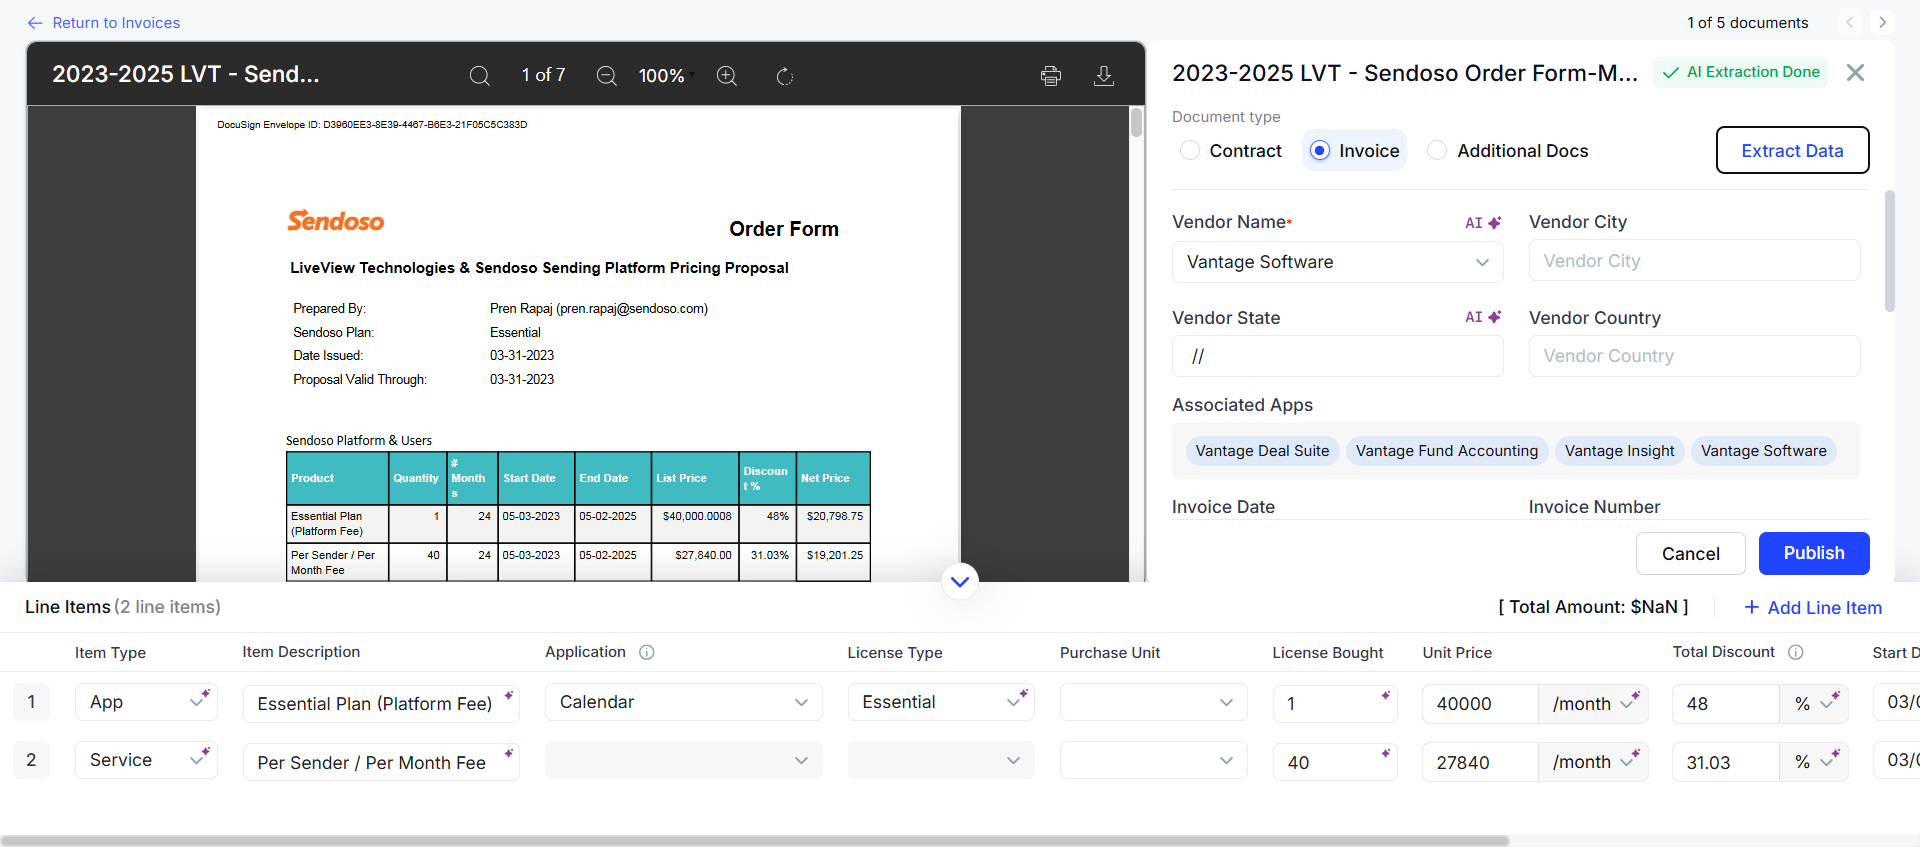 Return to Invoices
1 of 5 documents
2023-2025 LVT - Send...
1 of 7
100%
DocuSign Envelope ID: D3960EE3-8E39-4467-B6E3-21F05C5C383D
Sendoso
Order Form
LiveView Technologies & Sendoso Sending Platform Pricing Proposal
Prepared By: Pren Rapaj (pren.rapaj@sendoso.com)
Sendoso Plan: Essential
Date Issued: 03-31-2023
Proposal Valid Through: 03-31-2023
Sendoso Platform & Users
Product Quantity # Month s Start Date End Date List Price Discoun t % Net Price
Essential Plan (Platform Fee) 1 24 05-03-2023 05-02-2025 $40,000.0008 48% $20,798.75
Per Sender / Per Month Fee 40 24 05-03-2023 05-02-2025 $27,840.00 31.03% $19,201.25
2023-2025 LVT - Sendoso Order Form-M...
AI Extraction Done
Document type
Contract Invoice Additional Docs
Extract Data
Vendor Name* AI Vendor City
Vantage Software Vendor City
Vendor State AI Vendor Country
// Vendor Country
Associated Apps
Vantage Deal Suite Vantage Fund Accounting Vantage Insight Vantage Software
Invoice Date Invoice Number
Cancel Publish
Line Items (2 line items)
[ Total Amount: $NaN ]
+ Add Line Item
Item Type Item Description Application License Type Purchase Unit License Bought Unit Price Total Discount Start D
1 App Essential Plan (Platform Fee) Calendar Essential 1 40000 /month 48 % 03/0
2 Service Per Sender / Per Month Fee 40 27840 /month 31.03 % 03/0